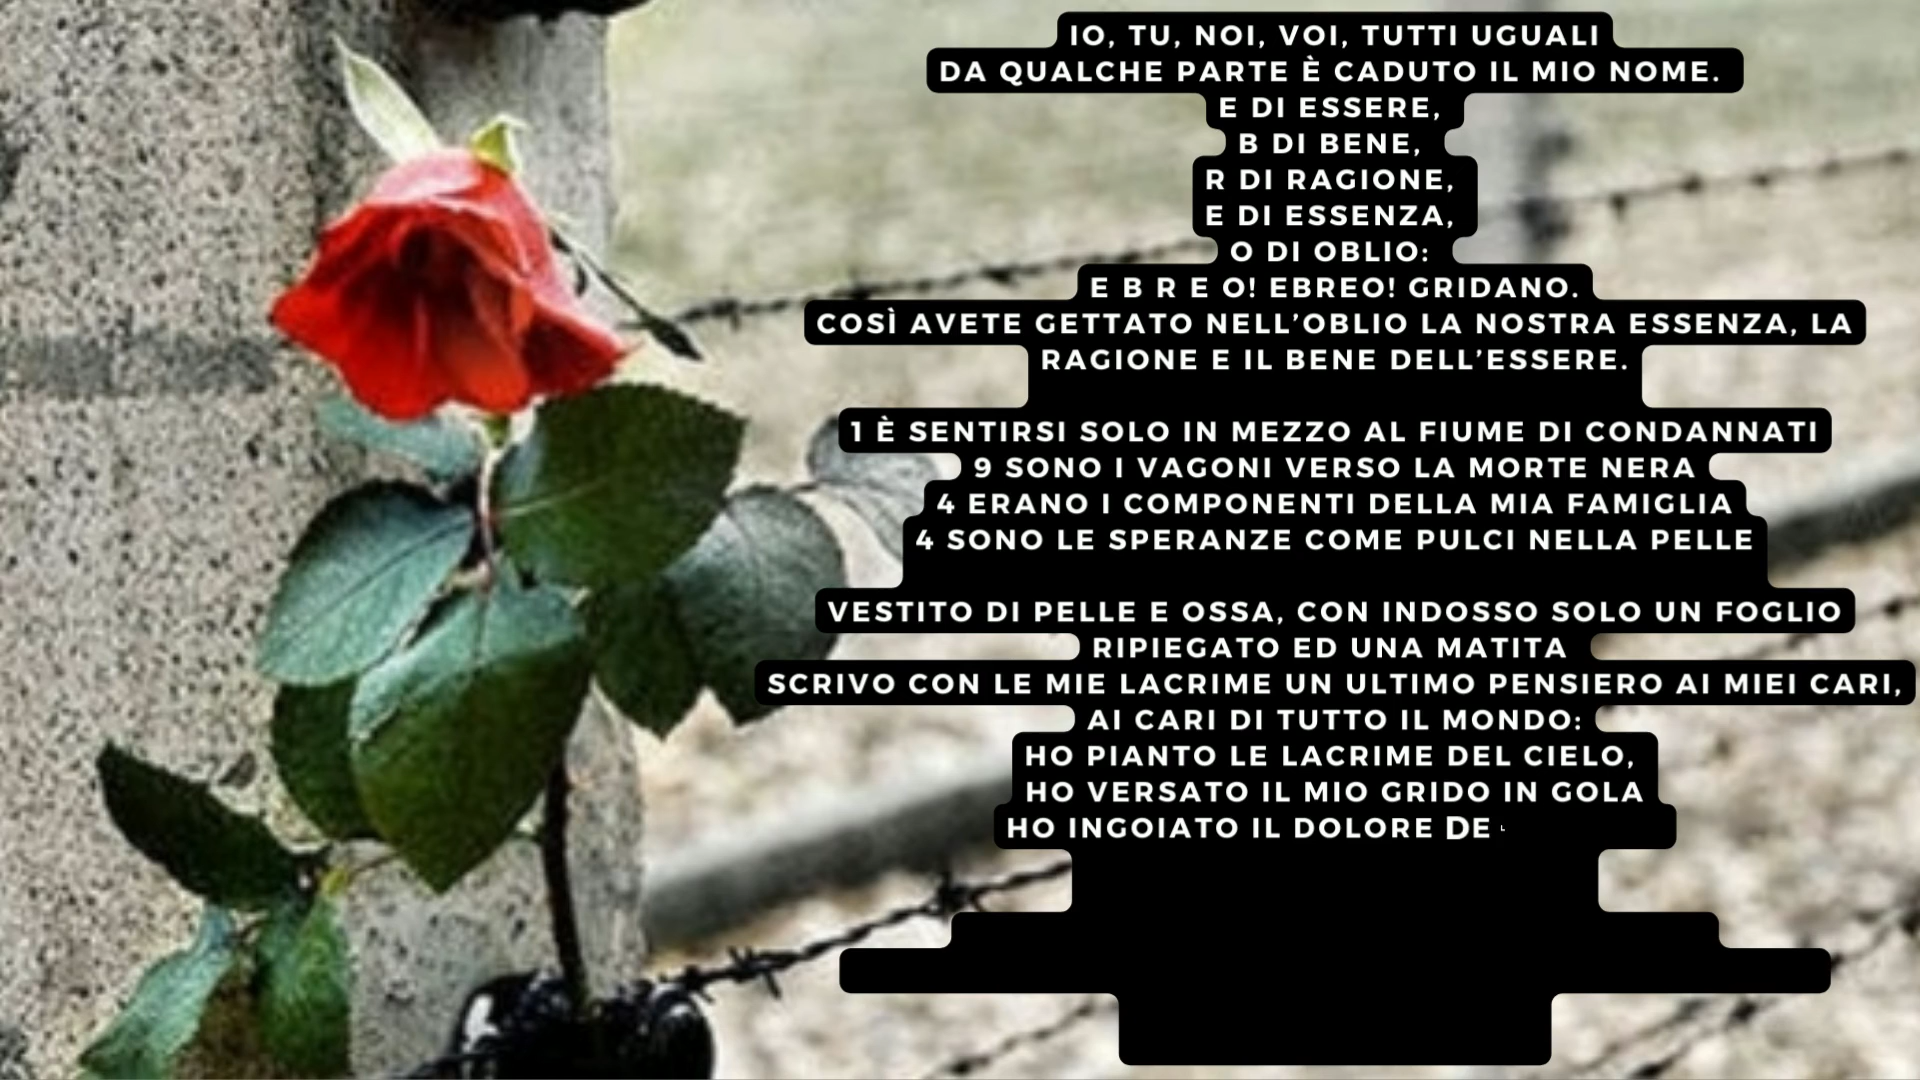 IO, TU, NOI, VOI, TUTTI UGUALI
DA QUALCHE PARTE È CADUTO IL MIO NOME.
E DI ESSERE,
B DI BENE,
R DI RAGIONE,
E DI ESSENZA,
O DI OBLIO:
E B R E O! EBREO! GRIDANO.
COSÌ AVETE GETTATO NELL’OBLIO LA NOSTRA ESSENZA, LA
RAGIONE E IL BENE DELL’ESSERE.
1 È SENTIRSI SOLO IN MEZZO AL FIUME DI CONDANNATI
9 SONO I VAGONI VERSO LA MORTE NERA
4 ERANO I COMPONENTI DELLA MIA FAMIGLIA
4 SONO LE SPERANZE COME PULCI NELLA PELLE
VESTITO DI PELLE E OSSA, CON INDOSSO SOLO UN FOGLIO
RIPIEGATO ED UNA MATITA
SCRIVO CON LE MIE LACRIME UN ULTIMO PENSIERO AI MIEI CARI,
AI CARI DI TUTTO IL MONDO:
HO PIANTO LE LACRIME DEL CIELO,
HO VERSATO IL MIO GRIDO IN GOLA
HO INGOIATO IL DOLORE DE